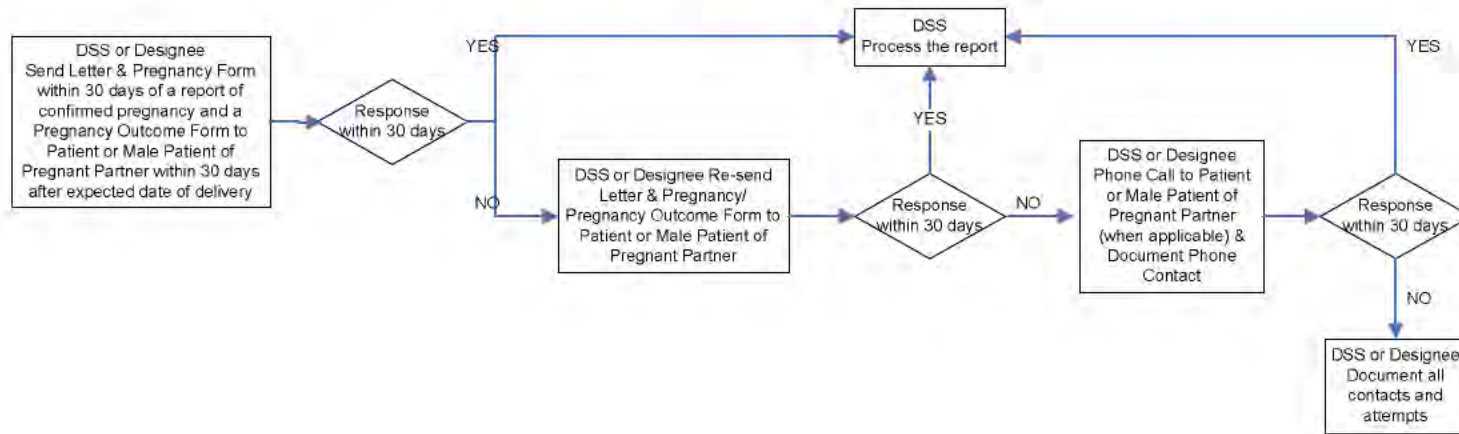 DSS or Designee
Send Letter & Pregnancy Form
within 30 days of a report of
confirmed pregnancy and a
Pregnancy Outcome Form to
Patient or Male Patient of
Pregnant Partner within 30 days
after expected date of delivery
Response
within 30 days
YES
NO
DSS
Process the report
DSS or Designee Re-send
Letter & Pregnancy/
Pregnancy Outcome Form to
Patient or Male Patient of
Pregnant Partner
YES
Response
within 30 days
NO
DSS or Designee
Phone Call to Patient
or Male Patient of
Pregnant Partner
(when applicable) &
Document Phone
Contact
YES
Response
within 30 days
NO
DSS or Designee
Document all
contacts and
attempts